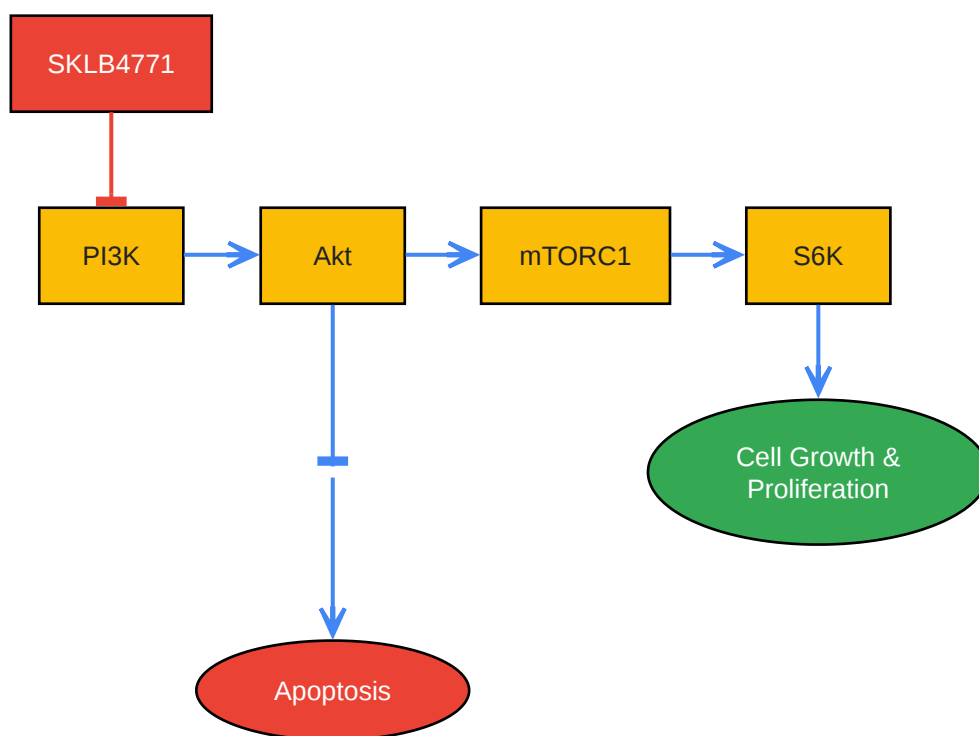 SKLB4771
PI3K
Akt
mTORC1
S6K
Cell Growth &
Proliferation
Apoptosis